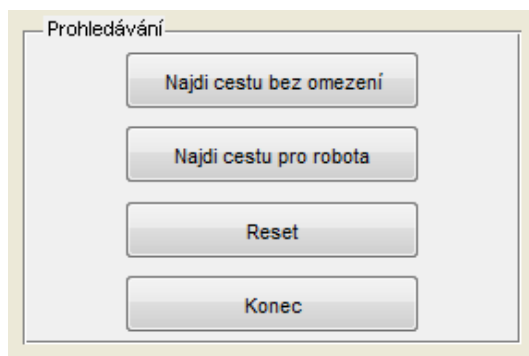 Prohledávání
Najdi cestu bez omezení
Najdi cestu pro robota
Reset
Konec